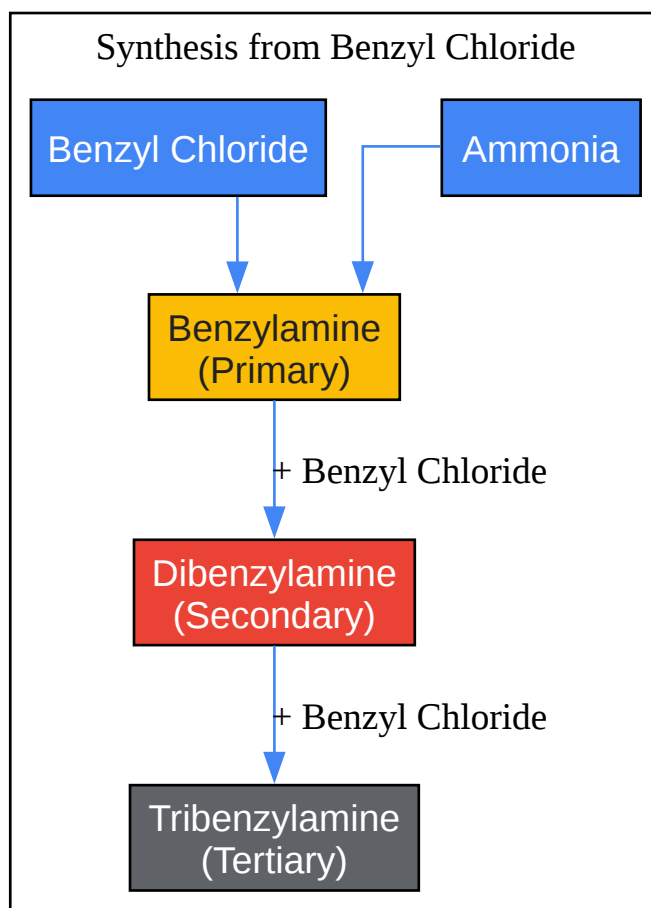 Synthesis from Benzyl Chloride
Benzyl Chloride
Ammonia
Benzylamine
(Primary)
+ Benzyl Chloride
Dibenzylamine
(Secondary)
+ Benzyl Chloride
Tribenzylamine
(Tertiary)